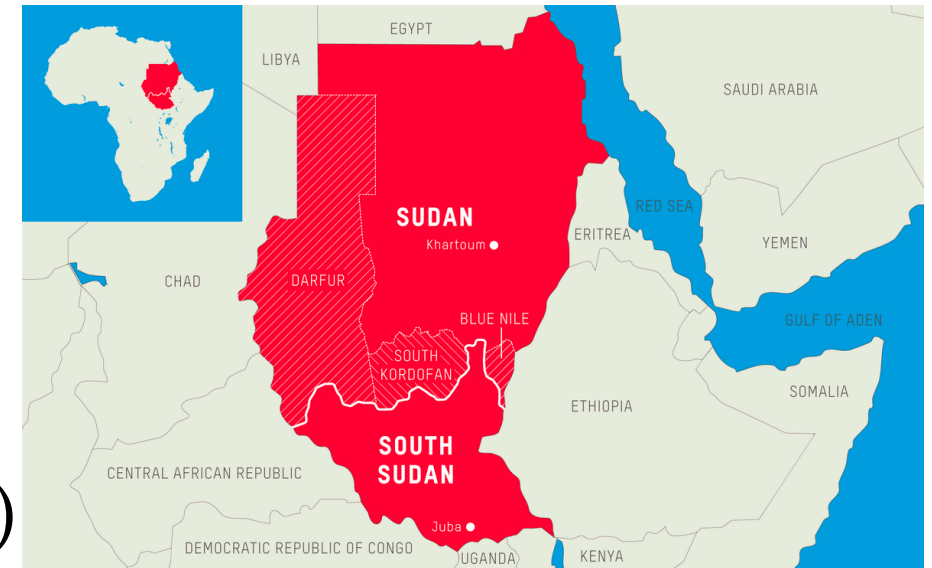 EGYPT
LIBYA
SAUDI ARABIA
RED SEA
SUDAN
Khartoum
ERITREA
YEMEN
CHAD
DARFUR
BLUE NILE
GULF OF ADEN
SOUTH
KORDOFAN
SOMALIA
ETHIOPIA
SOUTH
SUDAN
CENTRAL AFRICAN REPUBLIC
)
Juba
DEMOCRATIC REPUBLIC OF CONGO
UGANDA
KENYA